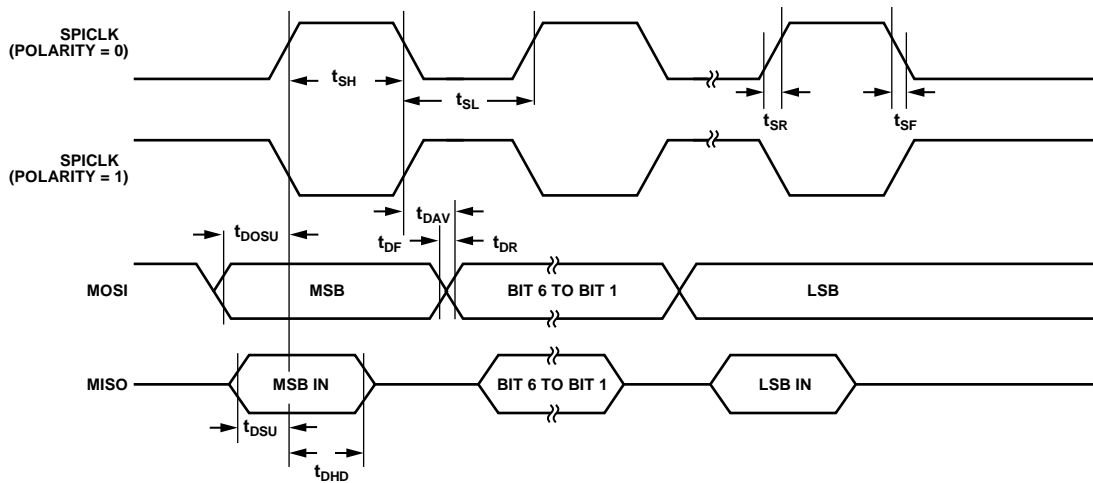 SPICLK
(POLARITY = 0)
tSH
tSL
tSR
tSF
SPICLK
(POLARITY = 1)
tDAV
tDOSU
tDF
tDR
MOSI
MSB
BIT 6 TO BIT 1
LSB
MISO
MSB IN
BIT 6 TO BIT 1
LSB IN
tDSU
tDHD